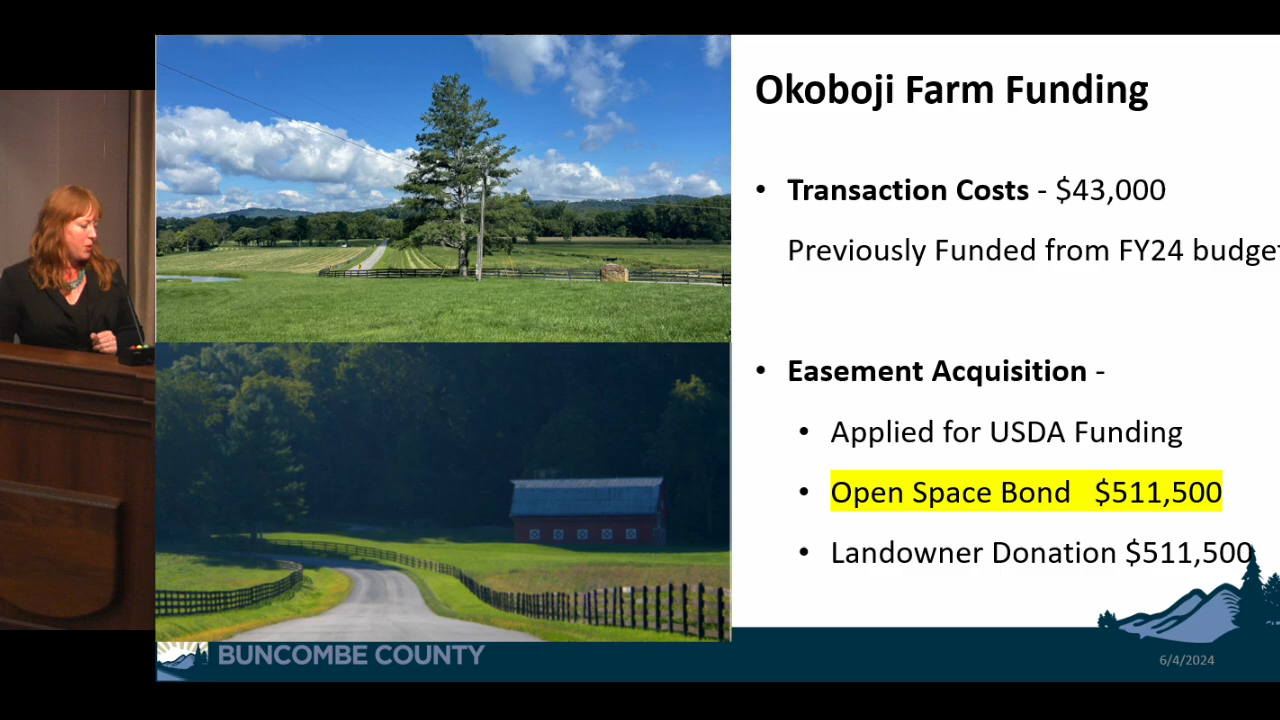 Okoboji Farm Funding
• Transaction Costs - $43,000
Previously Funded from FY24 budget
• Easement Acquisition -
• Applied for USDA Funding
• Open Space Bond $511,500
• Landowner Donation $511,500
BUNCOMBE COUNTY
6/4/2024